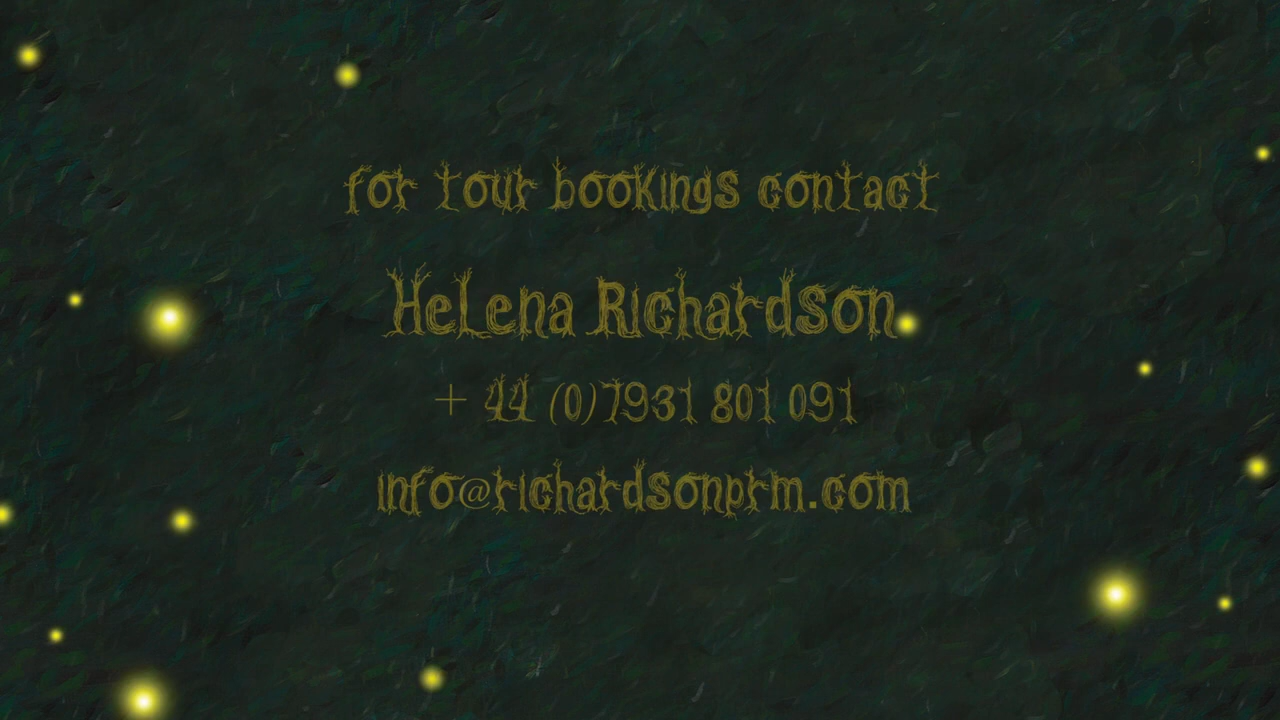 for tour bookings contact
Helena Richardson
+ 44 (0)7931 801 091
info@richardsonprm.com